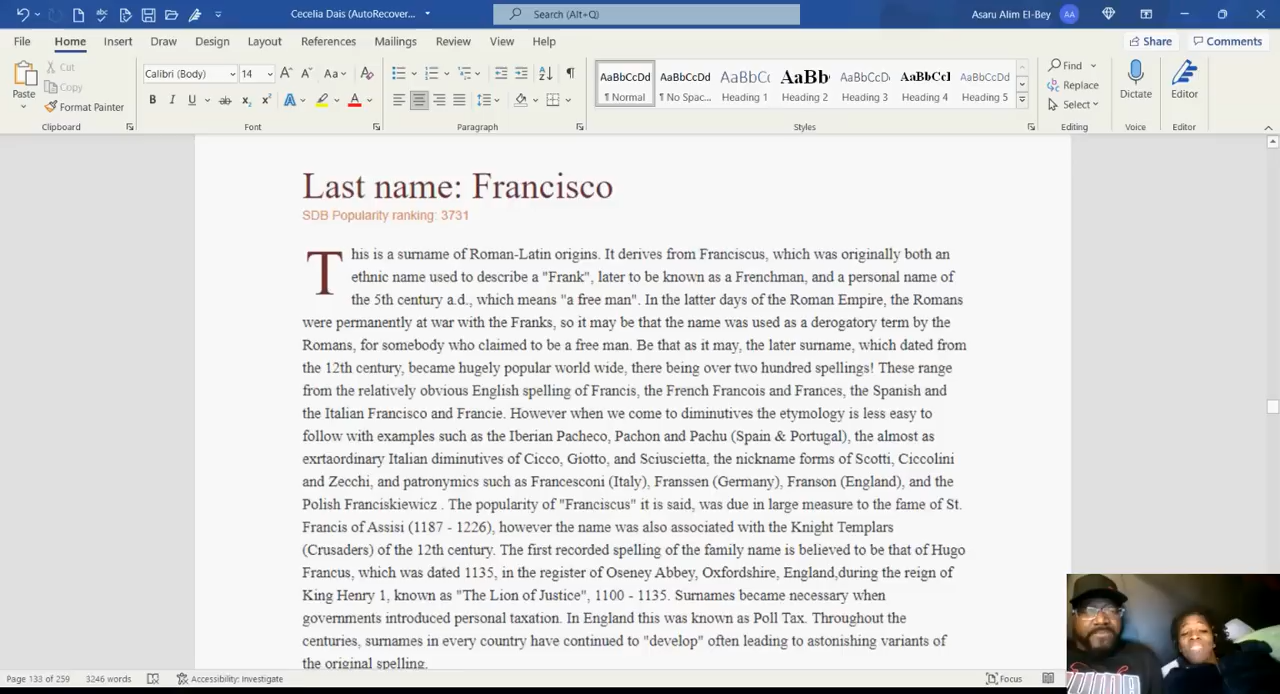 Cecelia Dais (AutoRecover...
Search (Alt+Q)
Asaru Alim El-Bey
AA
File Home Insert Draw Design Layout References Mailings Review View Help
Share Comments
Paste
Cut
Copy
Format Painter
Clipboard
Calibri (Body) 14
Font
Paragraph
AaBbCcDd AaBbCcDd AaBbCc AaBb AaBbCcDd AaBbCcl AaBbCcDd
¶ Normal ¶ No Spac... Heading 1 Heading 2 Heading 3 Heading 4 Heading 5
Styles
Find
Replace
Select
Editing
Dictate
Voice
Editor
Editor
Last name: Francisco
SDB Popularity ranking: 3731
This is a surname of Roman-Latin origins. It derives from Franciscus, which was originally both an
ethnic name used to describe a "Frank", later to be known as a Frenchman, and a personal name of
the 5th century a.d., which means "a free man". In the latter days of the Roman Empire, the Romans
were permanently at war with the Franks, so it may be that the name was used as a derogatory term by the
Romans, for somebody who claimed to be a free man. Be that as it may, the later surname, which dated from
the 12th century, became hugely popular world wide, there being over two hundred spellings! These range
from the relatively obvious English spelling of Francis, the French Francois and Frances, the Spanish and
the Italian Francisco and Francie. However when we come to diminutives the etymology is less easy to
follow with examples such as the Iberian Pacheco, Pachon and Pachu (Spain & Portugal), the almost as
exrtaordinary Italian diminutives of Cicco, Giotto, and Sciuscietta, the nickname forms of Scotti, Ciccolini
and Zecchi, and patronymics such as Francesconi (Italy), Franssen (Germany), Franson (England), and the
Polish Franciskiewicz . The popularity of "Franciscus" it is said, was due in large measure to the fame of St.
Francis of Assisi (1187 - 1226), however the name was also associated with the Knight Templars
(Crusaders) of the 12th century. The first recorded spelling of the family name is believed to be that of Hugo
Francus, which was dated 1135, in the register of Oseney Abbey, Oxfordshire, England,during the reign of
King Henry 1, known as "The Lion of Justice", 1100 - 1135. Surnames became necessary when
governments introduced personal taxation. In England this was known as Poll Tax. Throughout the
centuries, surnames in every country have continued to "develop" often leading to astonishing variants of
the original spelling.
PUMA
Page 133 of 259 3246 words Accessibility: Investigate Focus